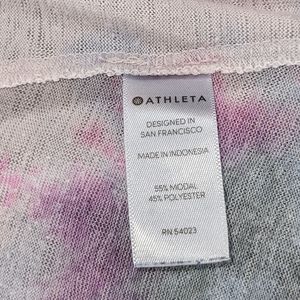 ATHLETA
DESIGNED IN
SAN FRANCISCO
MADE IN INDONESIA
55% MODAL
45% POLYESTER
RN 54023